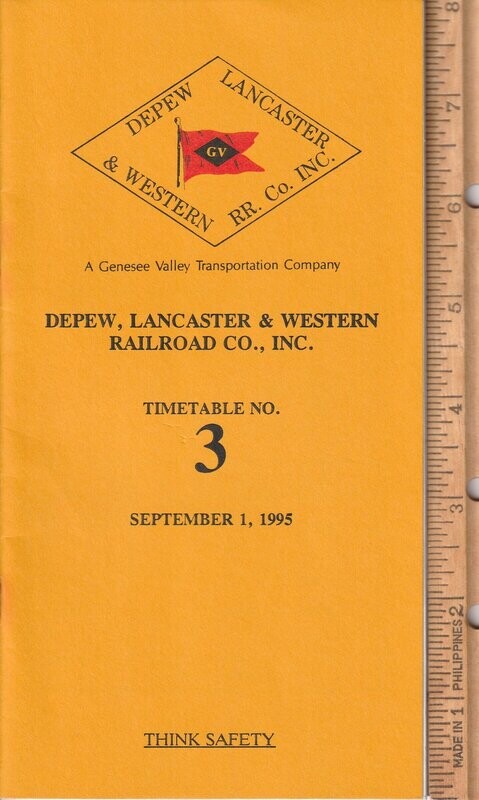 DEPEW LANCASTER
& WESTERN RR. Co. INC.
GV
A Genesee Valley Transportation Company
DEPEW, LANCASTER & WESTERN
RAILROAD CO., INC.
TIMETABLE NO.
3
SEPTEMBER 1, 1995
THINK SAFETY
8
7
6
5
4
3
2
1
MADE IN PHILIPPINES